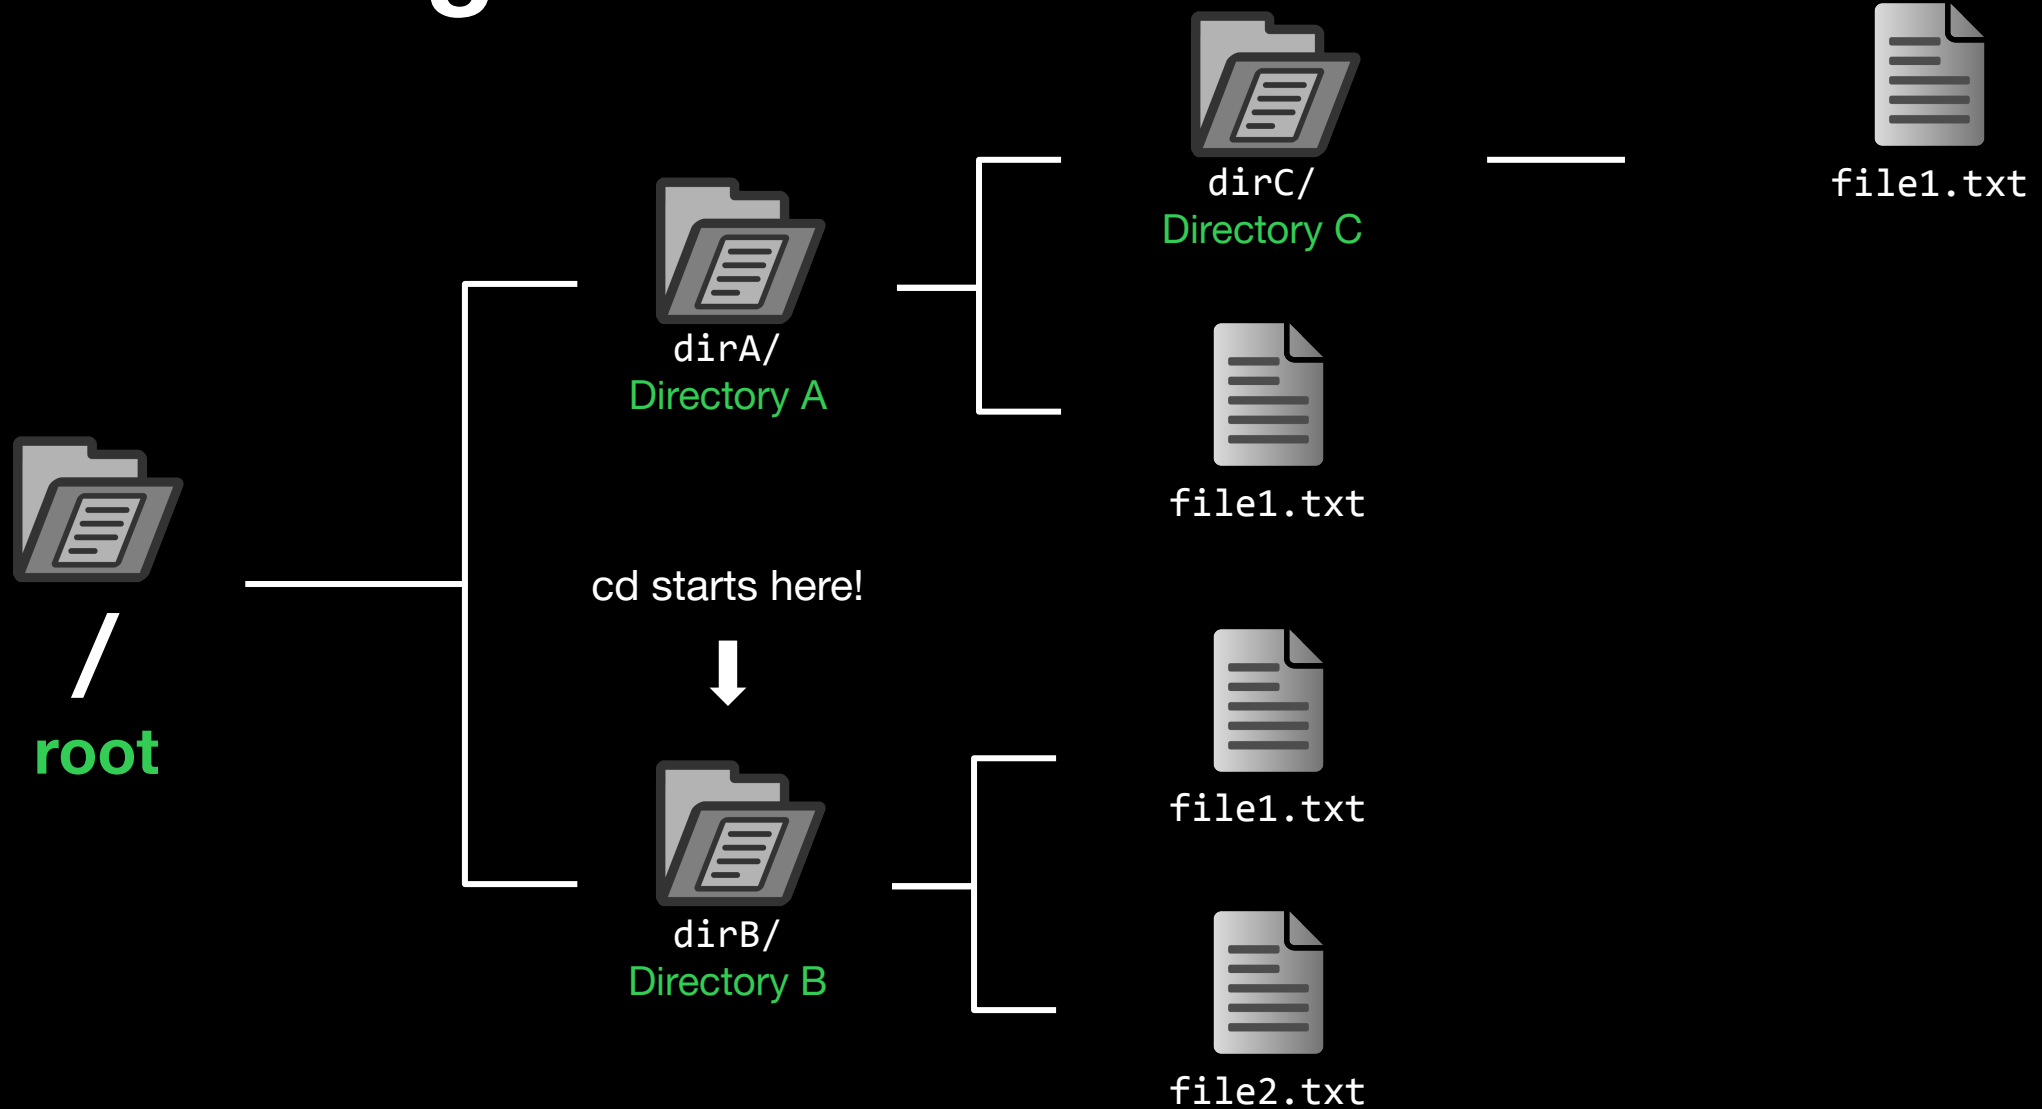 dirC/
Directory C
file1.txt
dirA/
Directory A
file1.txt
/
root
cd starts here!
file1.txt
dirB/
Directory B
file2.txt